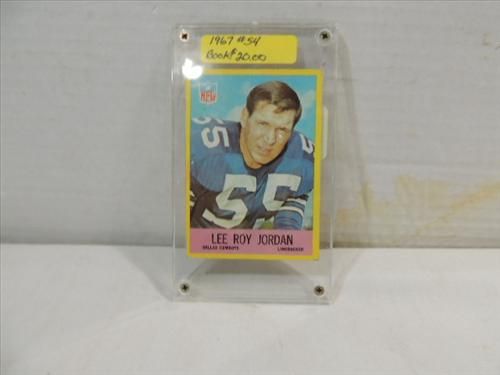 1967 #54
Book $20.00
NFL
55
55
LEE ROY JORDAN
DALLAS COWBOYS LINEBACKER